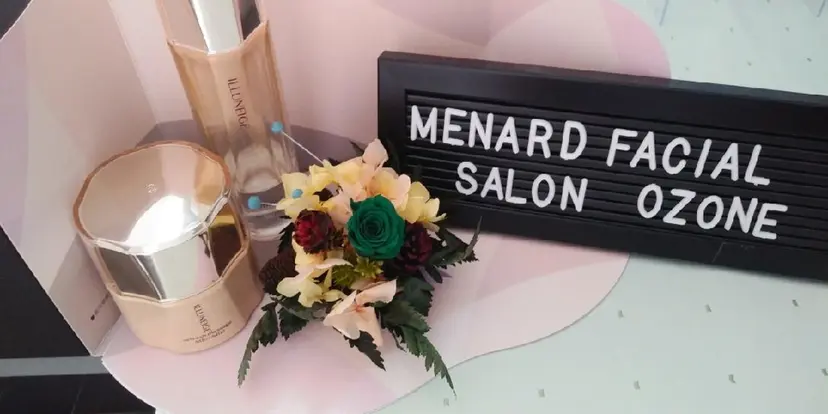 ILLUNEIGE
MENARD FACIAL
SALON OZONE
ILLUNEIGE